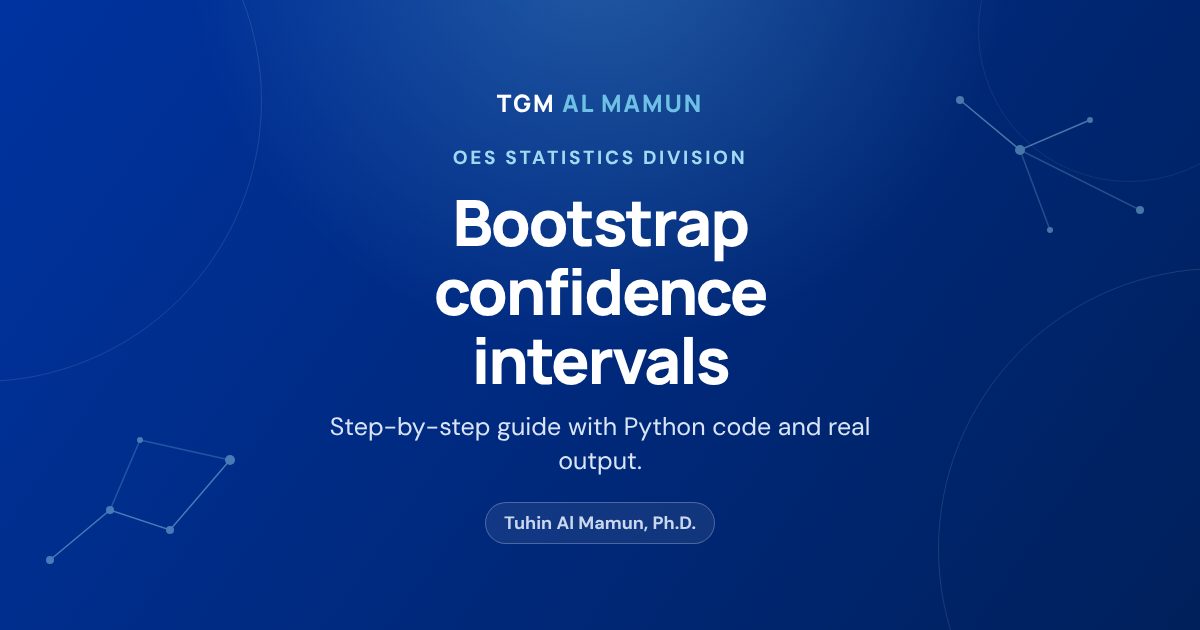 TGM AL MAMUN
OES STATISTICS DIVISION
Bootstrap
confidence
intervals
Step-by-step guide with Python code and real
output.
Tuhin Al Mamun, Ph.D.